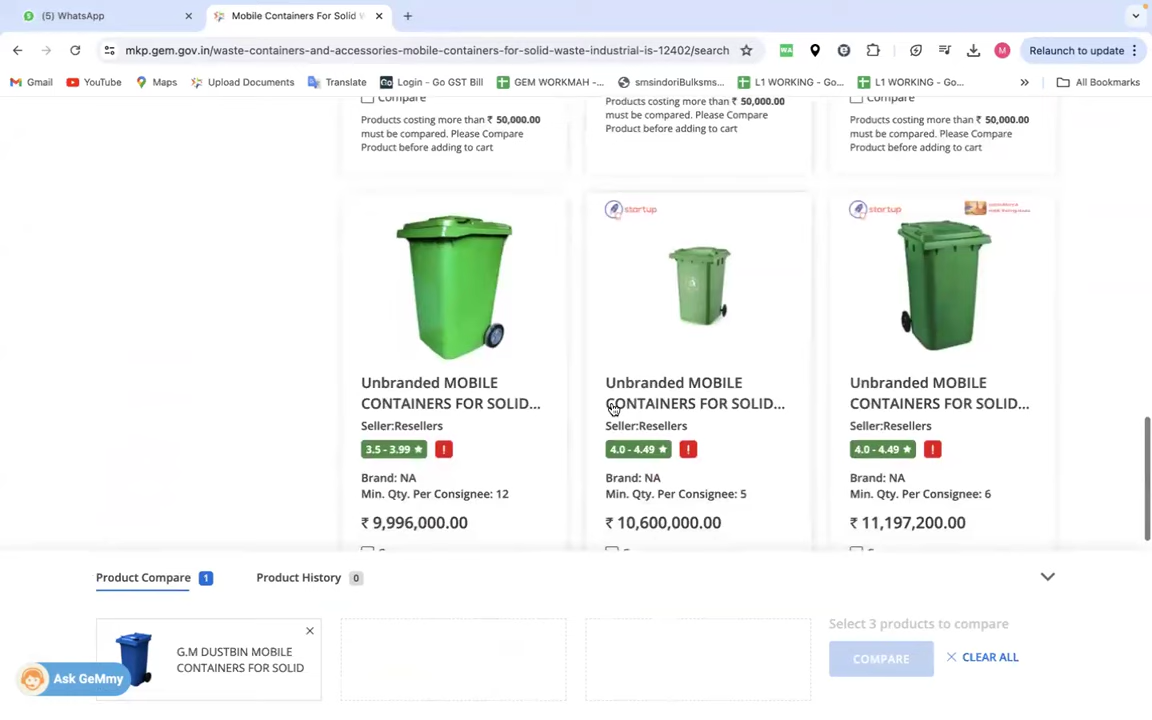 (5) WhatsApp
Mobile Containers For Solid W
mkp.gem.gov.in/waste-containers-and-accessories-mobile-containers-for-solid-waste-industrial-is-12402/search
WA
M
Relaunch to update
Gmail
YouTube
Maps
Upload Documents
Translate
Login - Go GST Bill
GEM WORKMAH -...
smsindoriBulksms...
L1 WORKING - Go...
L1 WORKING - Go...
»
All Bookmarks
Compare
Products costing more than ₹ 50,000.00
must be compared. Please Compare
Product before adding to cart
Products costing more than ₹ 50,000.00
must be compared. Please Compare
Product before adding to cart
Compare
Products costing more than ₹ 50,000.00
must be compared. Please Compare
Product before adding to cart
Unbranded MOBILE
CONTAINERS FOR SOLID...
Seller:Resellers
3.5 - 3.99 ★ !
Brand: NA
Min. Qty. Per Consignee: 12
₹ 9,996,000.00
startup
Unbranded MOBILE
CONTAINERS FOR SOLID...
Seller:Resellers
4.0 - 4.49 ★ !
Brand: NA
Min. Qty. Per Consignee: 5
₹ 10,600,000.00
startup
Unbranded MOBILE
CONTAINERS FOR SOLID...
Seller:Resellers
4.0 - 4.49 ★ !
Brand: NA
Min. Qty. Per Consignee: 6
₹ 11,197,200.00
Product Compare 1
Product History 0
G.M DUSTBIN MOBILE
CONTAINERS FOR SOLID
Select 3 products to compare
COMPARE
CLEAR ALL
Ask GeMmy